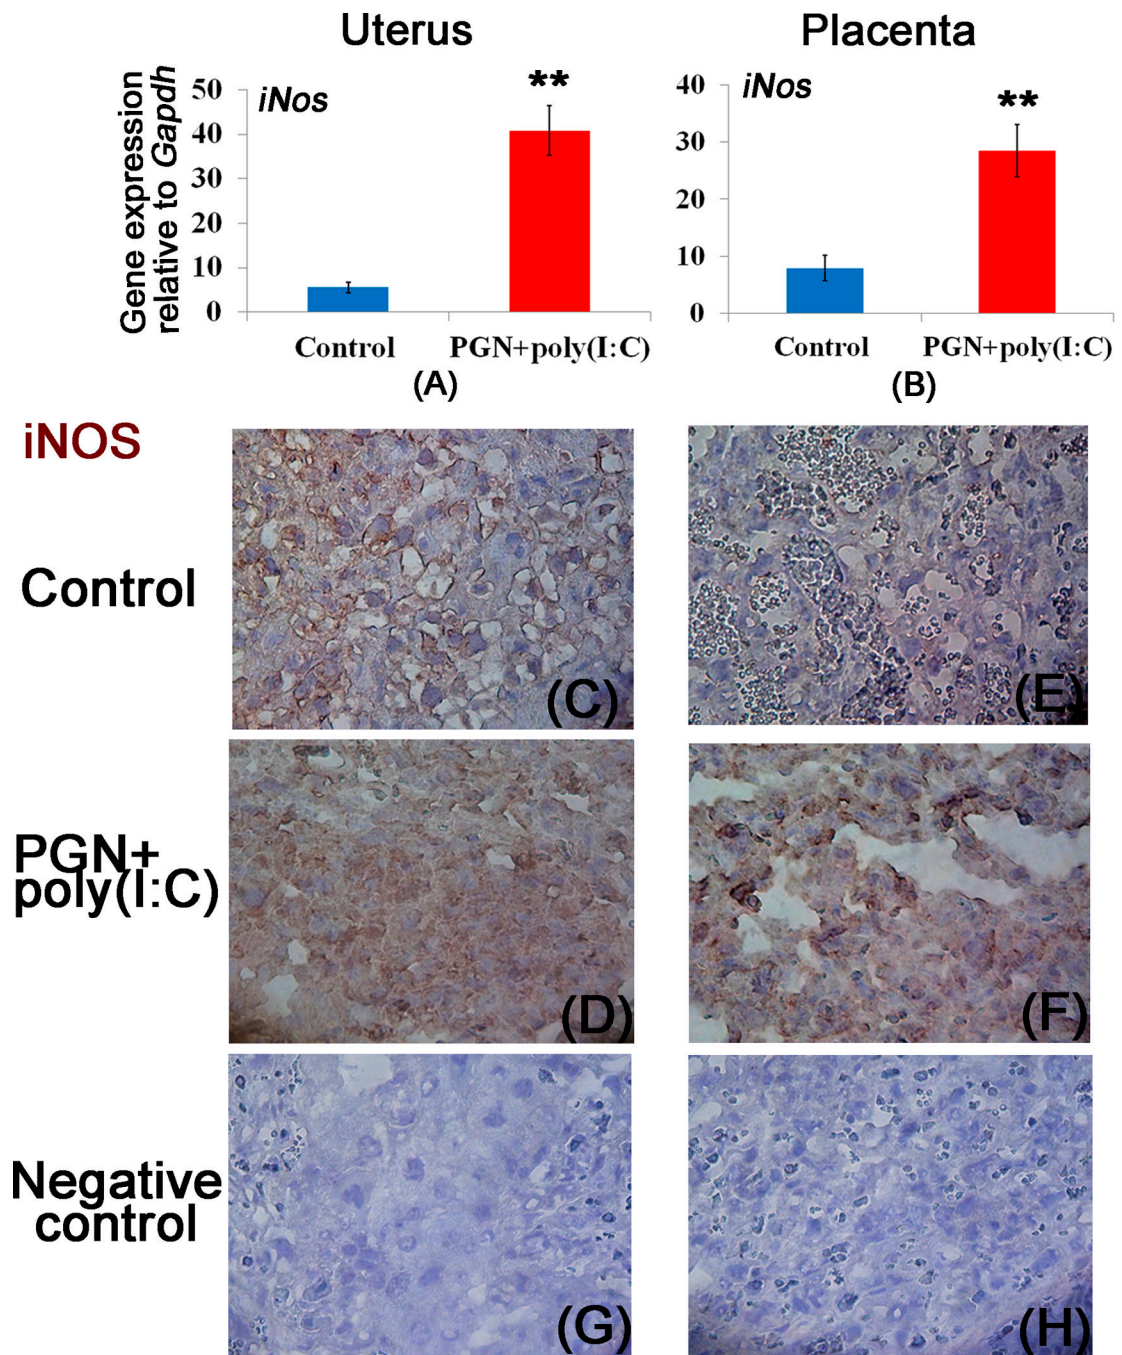 Uterus
Placenta
Gene expression
relative to Gapdh
50
40
30
20
10
0
iNos
**
Control
PGN+poly(I:C)
(A)
40
30
20
10
0
iNos
**
Control
PGN+poly(I:C)
(B)
iNOS
Control
(C)
(E)
PGN+
poly(I:C)
(D)
(F)
Negative
control
(G)
(H)